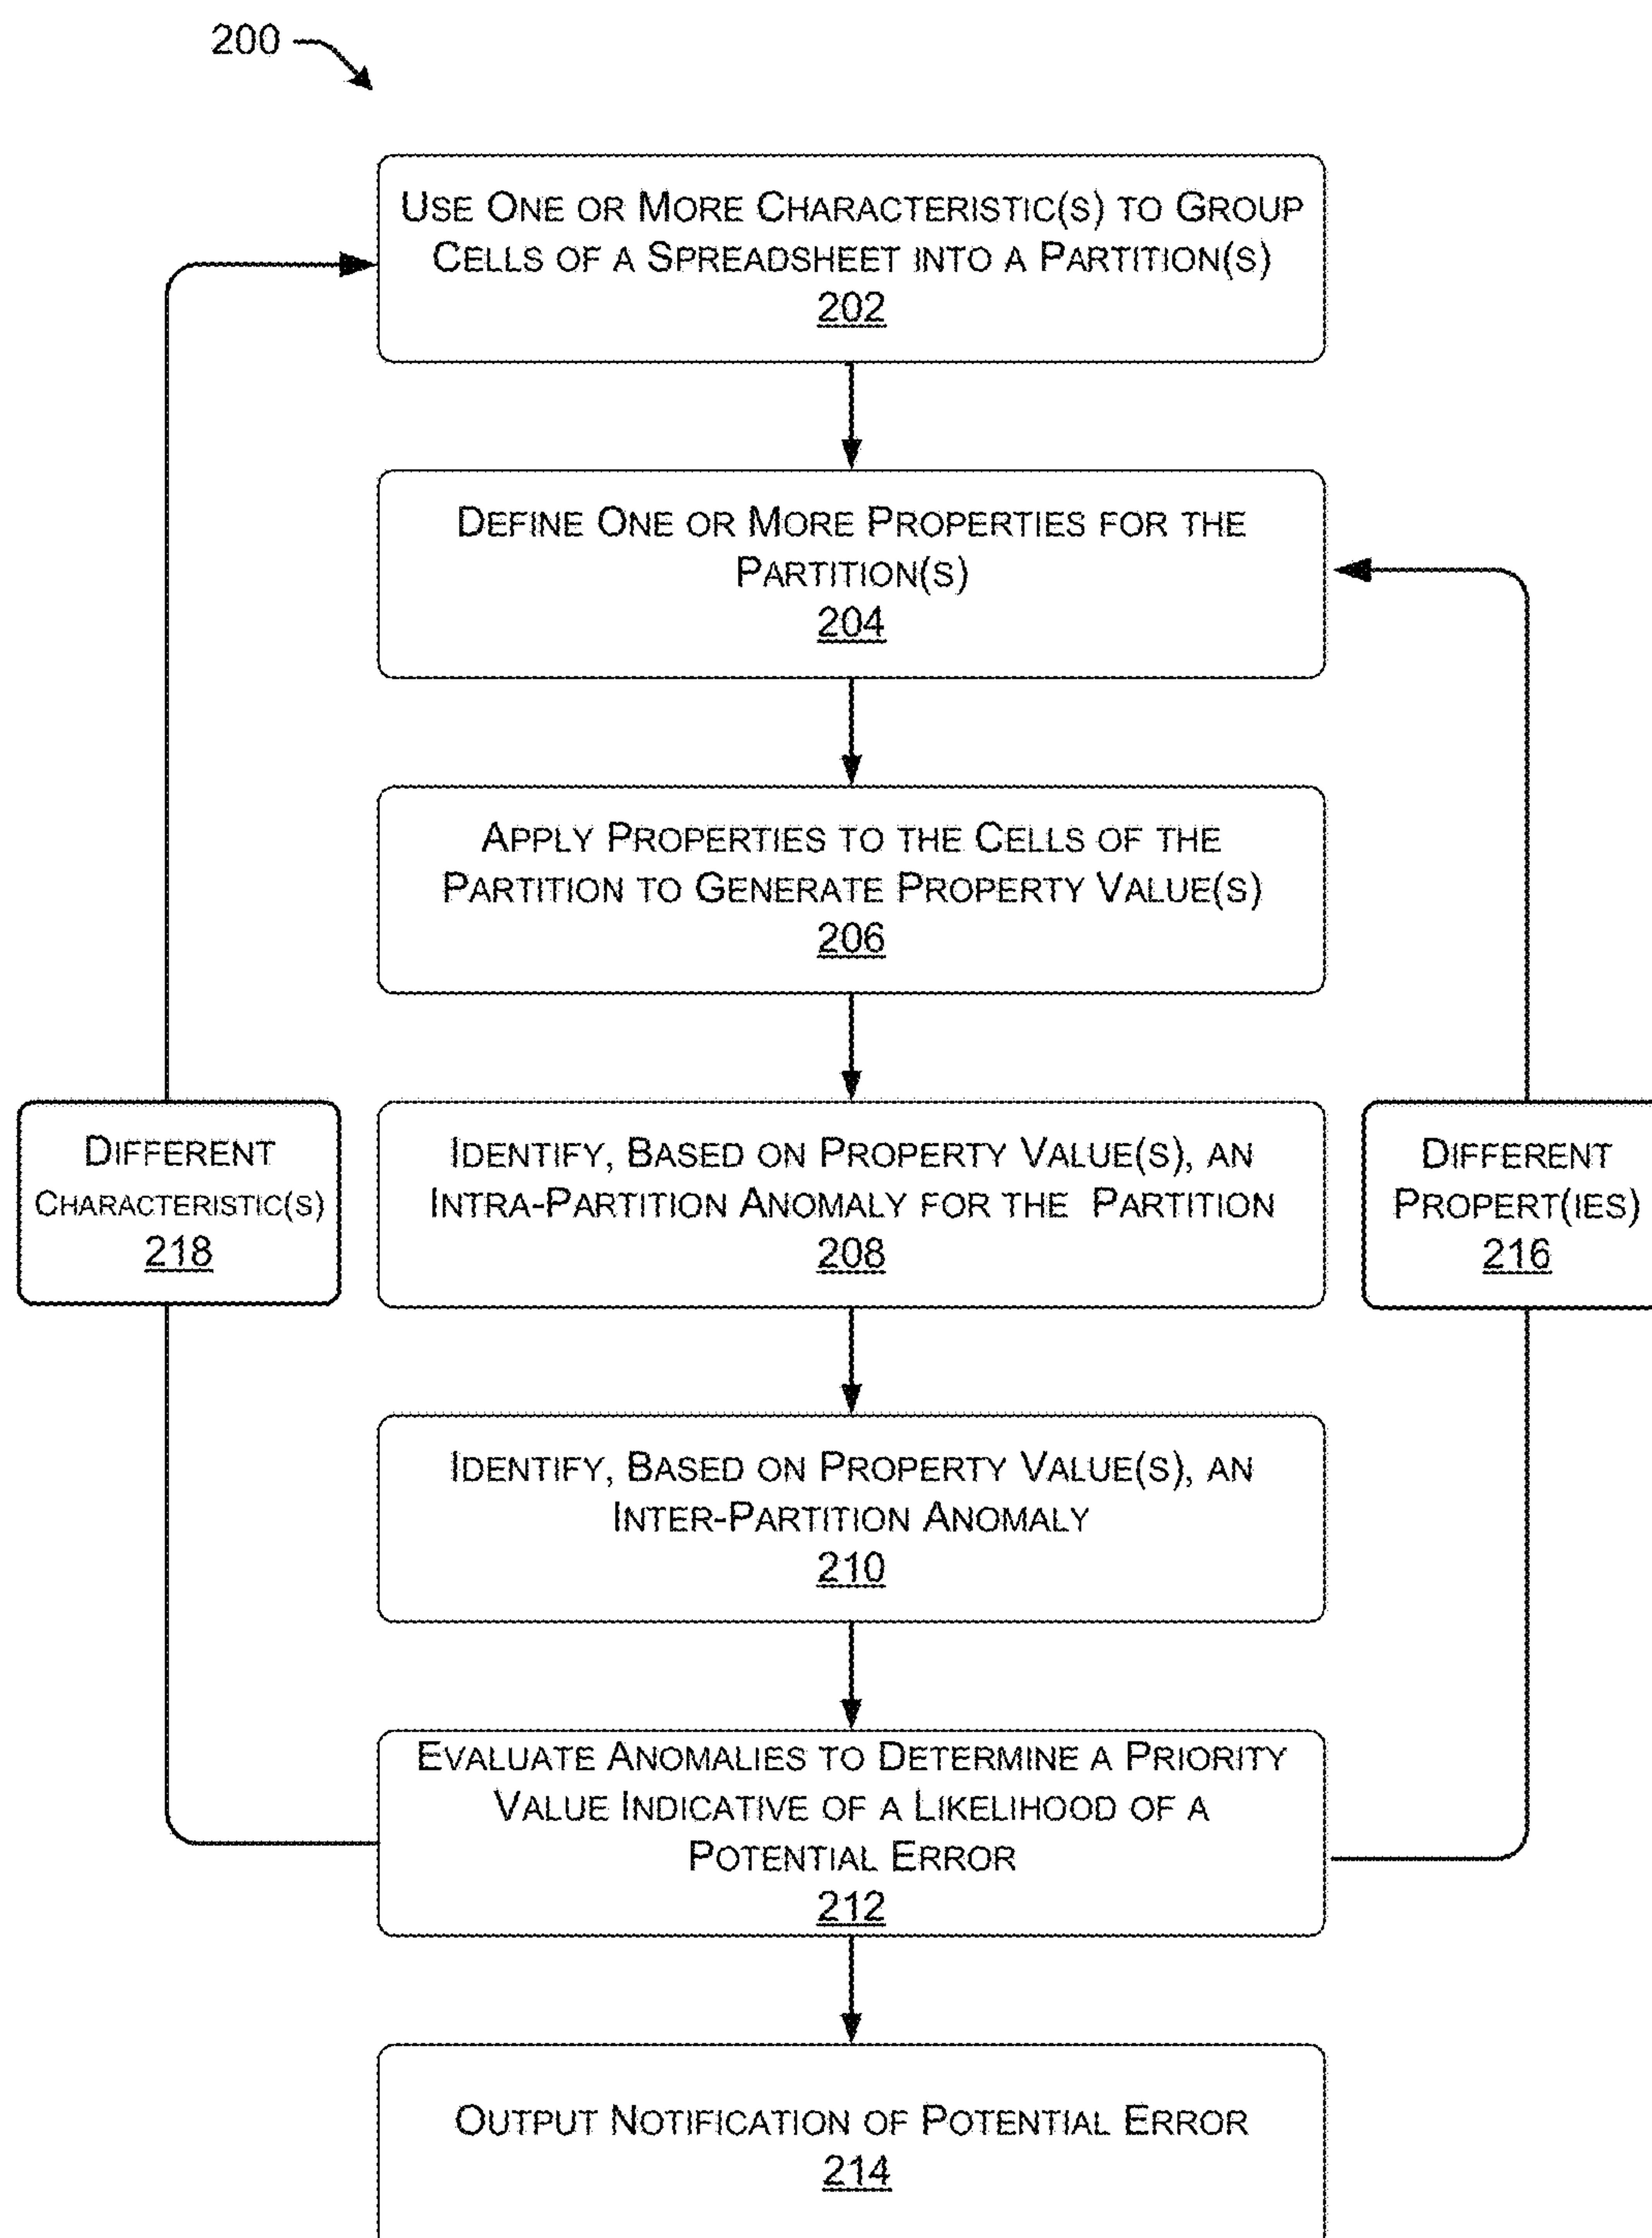 200
USE ONE OR MORE CHARACTERISTIC(S) TO GROUP
CELLS OF A SPREADSHEET INTO A PARTITION(S)
202
DEFINE ONE OR MORE PROPERTIES FOR THE
PARTITION(S)
204
APPLY PROPERTIES TO THE CELLS OF THE
PARTITION TO GENERATE PROPERTY VALUE(S)
206
DIFFERENT
CHARACTERISTIC(S)
218
IDENTIFY, BASED ON PROPERTY VALUE(S), AN
INTRA-PARTITION ANOMALY FOR THE PARTITION
208
DIFFERENT
PROPERT(IES)
216
IDENTIFY, BASED ON PROPERTY VALUE(S), AN
INTER-PARTITION ANOMALY
210
EVALUATE ANOMALIES TO DETERMINE A PRIORITY
VALUE INDICATIVE OF A LIKELIHOOD OF A
POTENTIAL ERROR
212
OUTPUT NOTIFICATION OF POTENTIAL ERROR
214